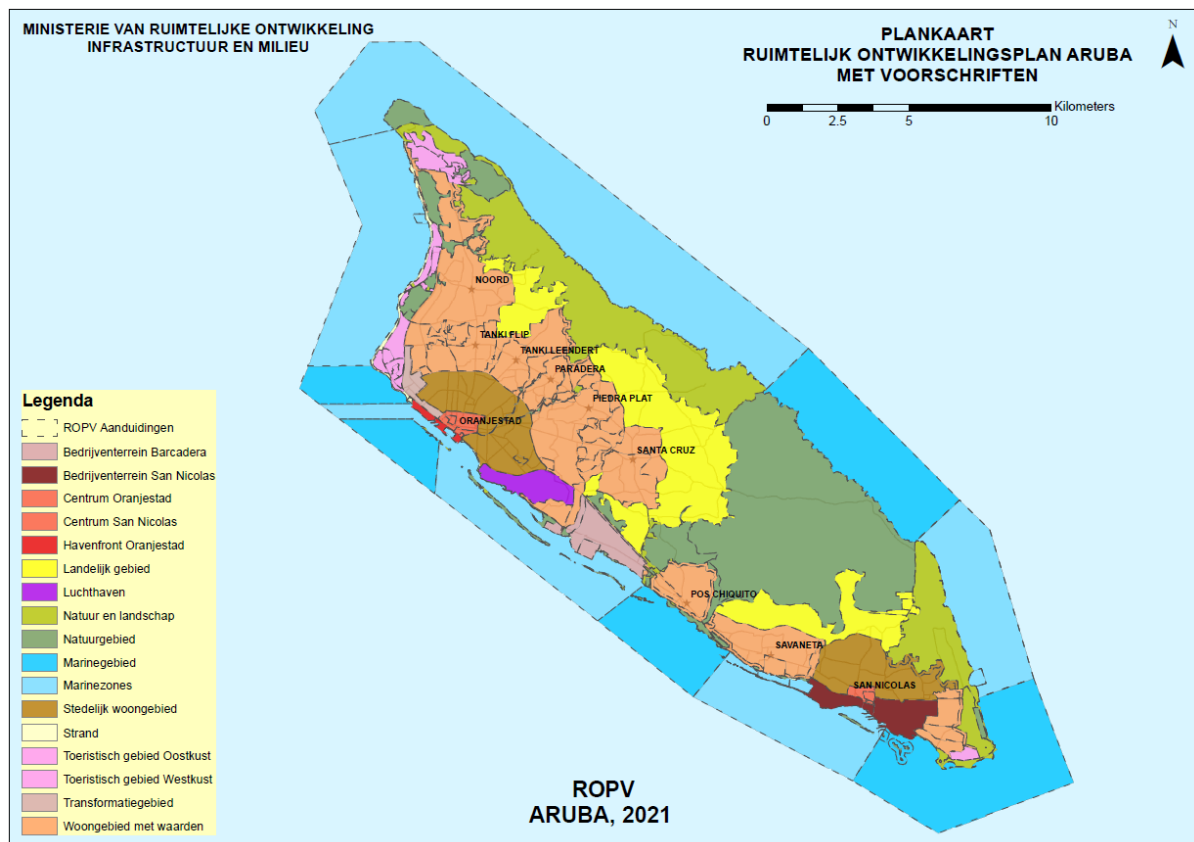 MINISTERIE VAN RUIMTELIJKE ONTWIKKELING
INFRASTRUCTUUR EN MILIEU
PLANKAART
RUIMTELIJK ONTWIKKELINGSPLAN ARUBA
MET VOORSCHRIFTEN
N
Kilometers
0 2.5 5 10
NOORD
TANKI FLIP
TANKI LEENDERT
PARADERA
PIEDRA PLAT
ORANJESTAD
SANTA CRUZ
POS CHIQUITO
SAVANETA
SAN NICOLAS
Legenda
ROPV Aanduidingen
Bedrijventerrein Barcadera
Bedrijventerrein San Nicolas
Centrum Oranjestad
Centrum San Nicolas
Havenfront Oranjestad
Landelijk gebied
Luchthaven
Natuur en landschap
Natuurgebied
Marinegebied
Marinezones
Stedelijk woongebied
Strand
Toeristisch gebied Oostkust
Toeristisch gebied Westkust
Transformatiegebied
Woongebied met waarden
ROPV
ARUBA, 2021